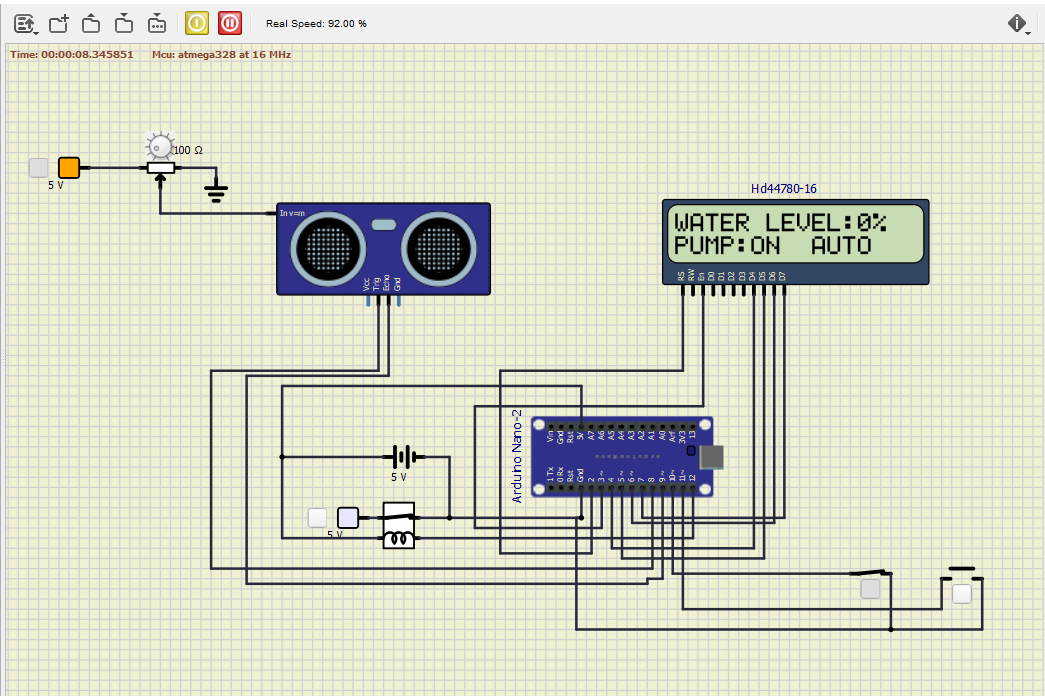 Real Speed: 92.00 %
Time: 00:00:08.345851 Mcu: atmega328 at 16 MHz
100 Ω
5 V
Hd44780-16
In v=m
WATER LEVEL:0%
PUMP:ON AUTO
Vcc Trig Echo Gnd
RS RW En D0 D1 D2 D3 D4 D5 D6 D7
Arduino Nano-2
Vin Gnd Rst 5V A7 A6 A5 A4 A3 A2 A1 A0 Arf 3V3 13
1 Tx 0 Rx Rst Gnd 2 3~ 4 5~ 6~ 7 8 9~ 10~ 11~ 12
5 V
5 V